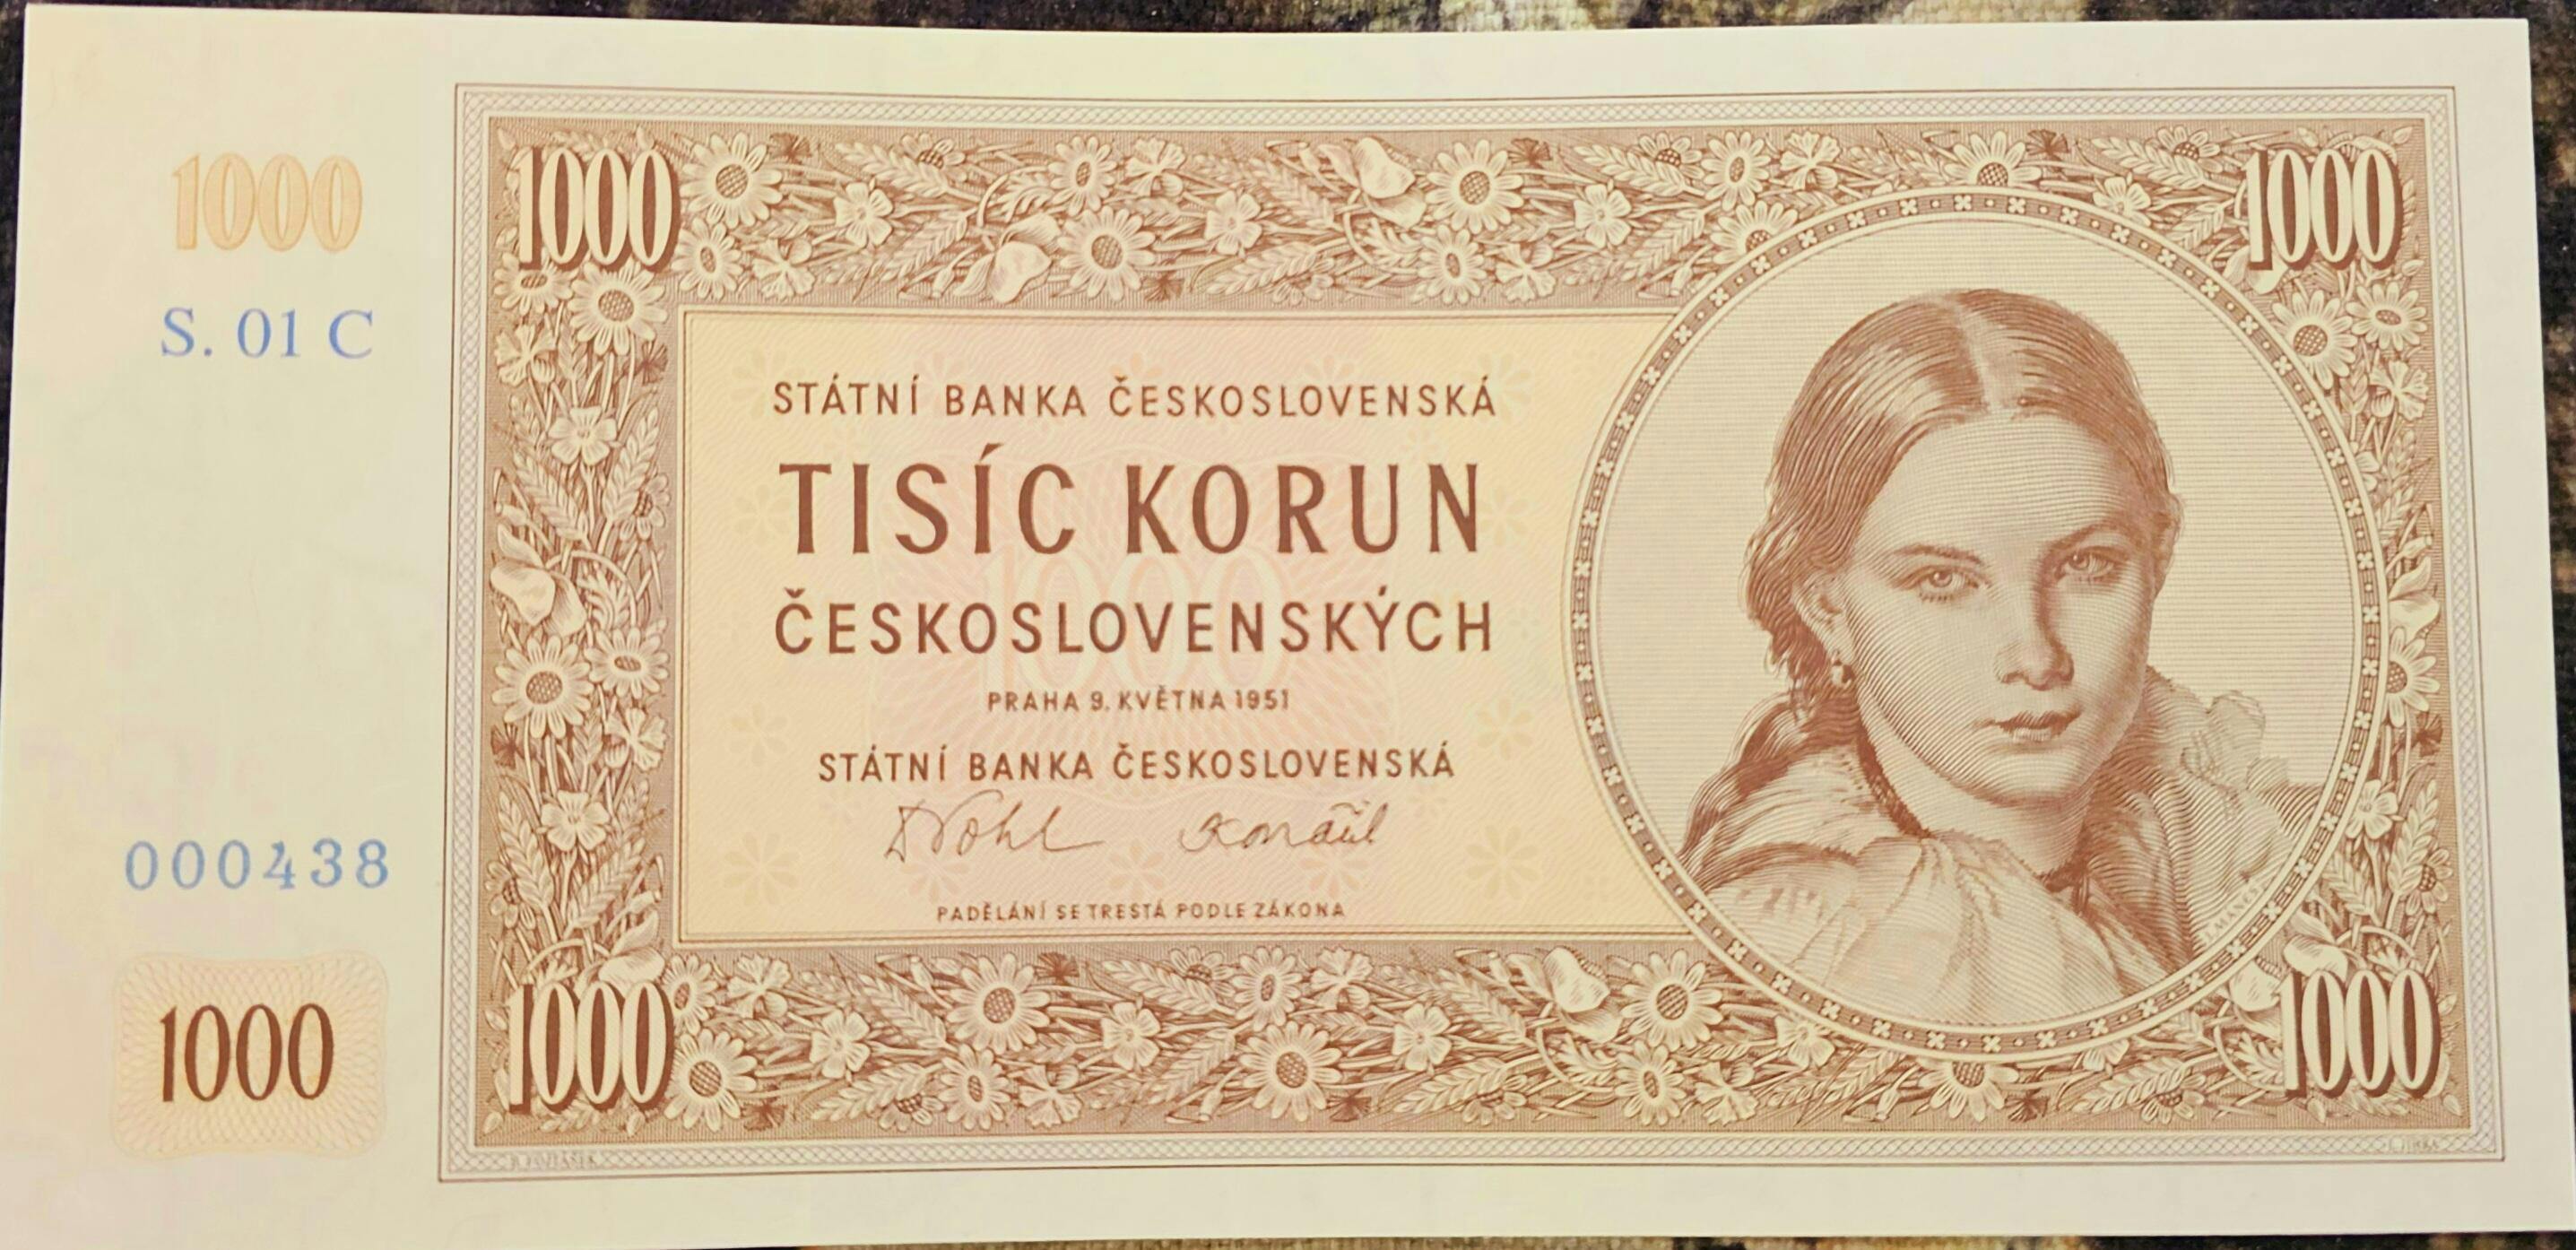 1000
S. 01 C
000438
1000
1000
1000
STÁTNÍ BANKA ČESKOSLOVENSKÁ
TISÍC KORUN
ČESKOSLOVENSKÝCH
PRAHA 9. KVĚTNA 1951
STÁTNÍ BANKA ČESKOSLOVENSKÁ
PADĚLÁNÍ SE TRESTÁ PODLE ZÁKONA
1000
1000
1000